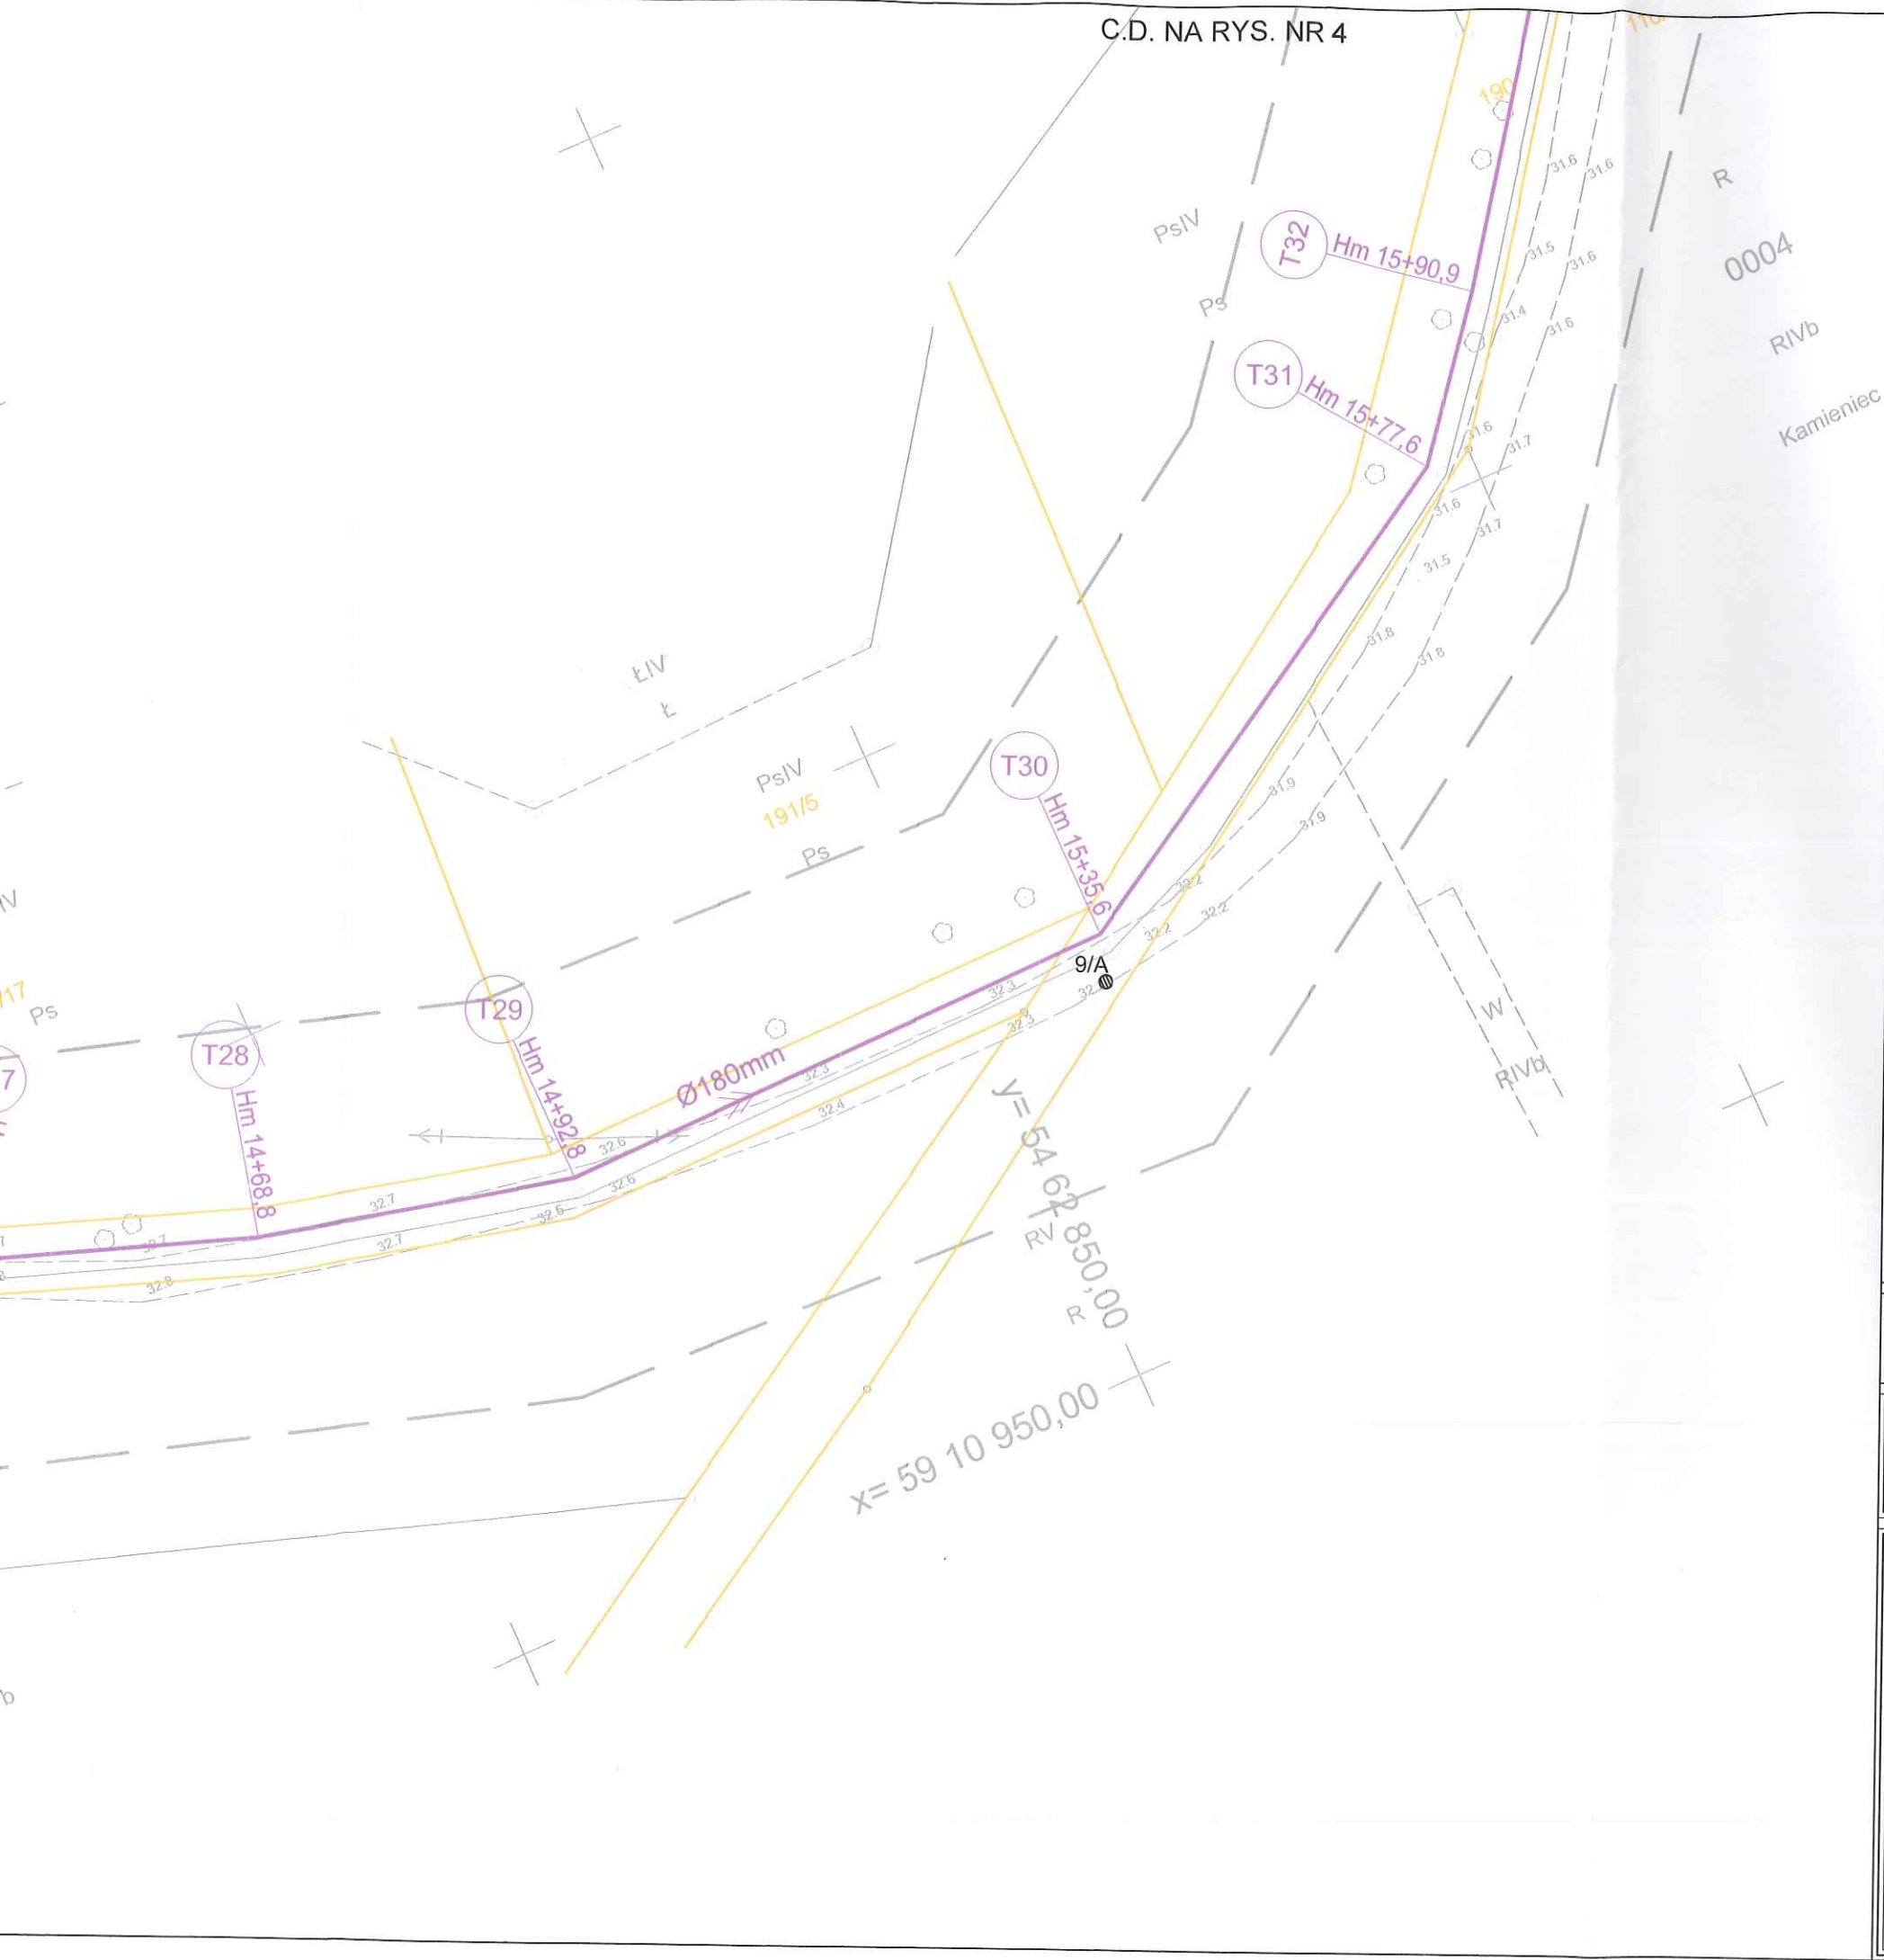 C.D. NA RYS. NR 4
190
31.6
31.6
R
PsIV
T32
Hm 15+90,9
31.5
31.6
0004
Ps
31.4
31.6
RIVb
T31
Hm 15+77,6
Kamieniec
31.6
31.7
31.6
31.7
31.5
31.8
31.8
ŁIV
Ł
PsIV
191/5
Ps
T30
Hm 15+35,6
31.9
31.9
32.2
32.2
32.2
9/A
32.3
32
32.3
Ps
T29
Hm 14+92,8
T28
Hm 14+68,8
Ø180mm
32.3
32.4
W
RIVb
32.6
32.6
32.7
32.6
32.7
32.8
y= 54 62 850,00
RV
R
x= 59 10 950,00